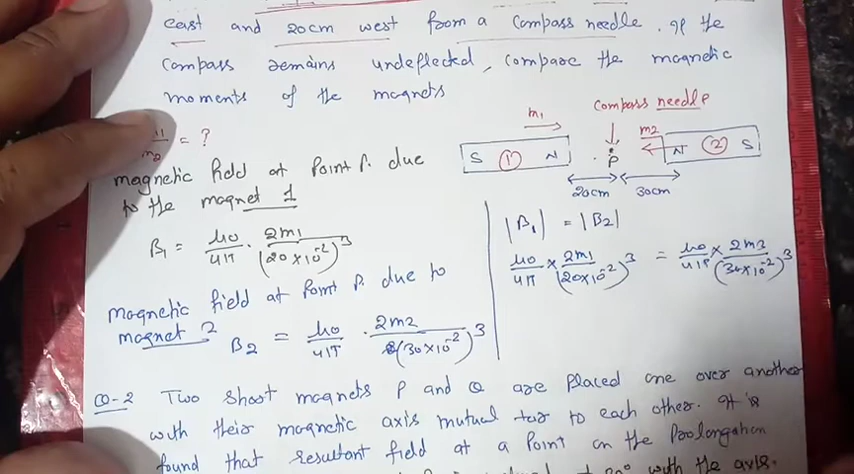 east and 20cm west from a compass needle. If the
compass remains undeflected, compare the magnetic
moments of the magnets
= ?
magnetic field at Point P. due
to the magnet 1
B₁ = μ₀/4π · 2m₁/(20×10⁻²)³
magnetic field at Point P. due to
magnet 2
B₂ = μ₀/4π · 2m₂/(30×10⁻²)³
compass needle
m₁
m₂
S ① N
. P
N ② S
20cm 30cm
|B₁| = |B₂|
μ₀/4π × 2m₁/(20×10⁻²)³ = μ₀/4π × 2m₂/(30×10⁻²)³
Q-2 Two short magnets P and Q are placed one over another
with their magnetic axis mutual to each other. It is
found that resultant field at a point on the prolongation
with the axis.